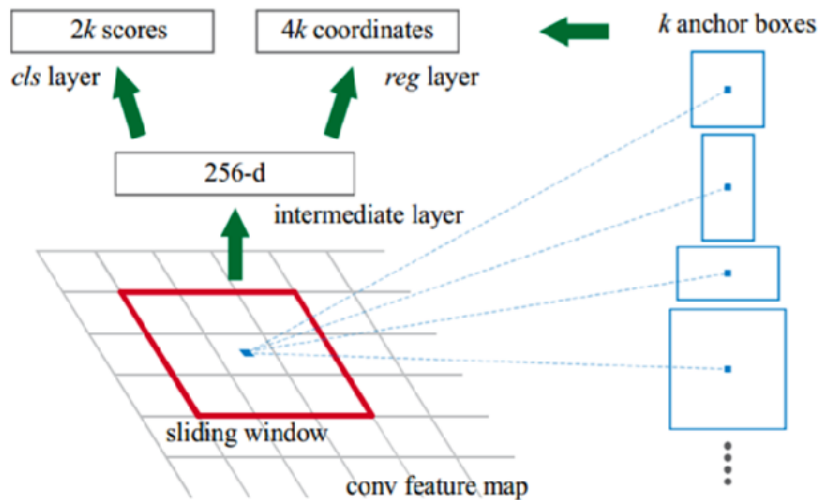 2k scores
4k coordinates
k anchor boxes
cls layer
reg layer
256-d
intermediate layer
sliding window
conv feature map